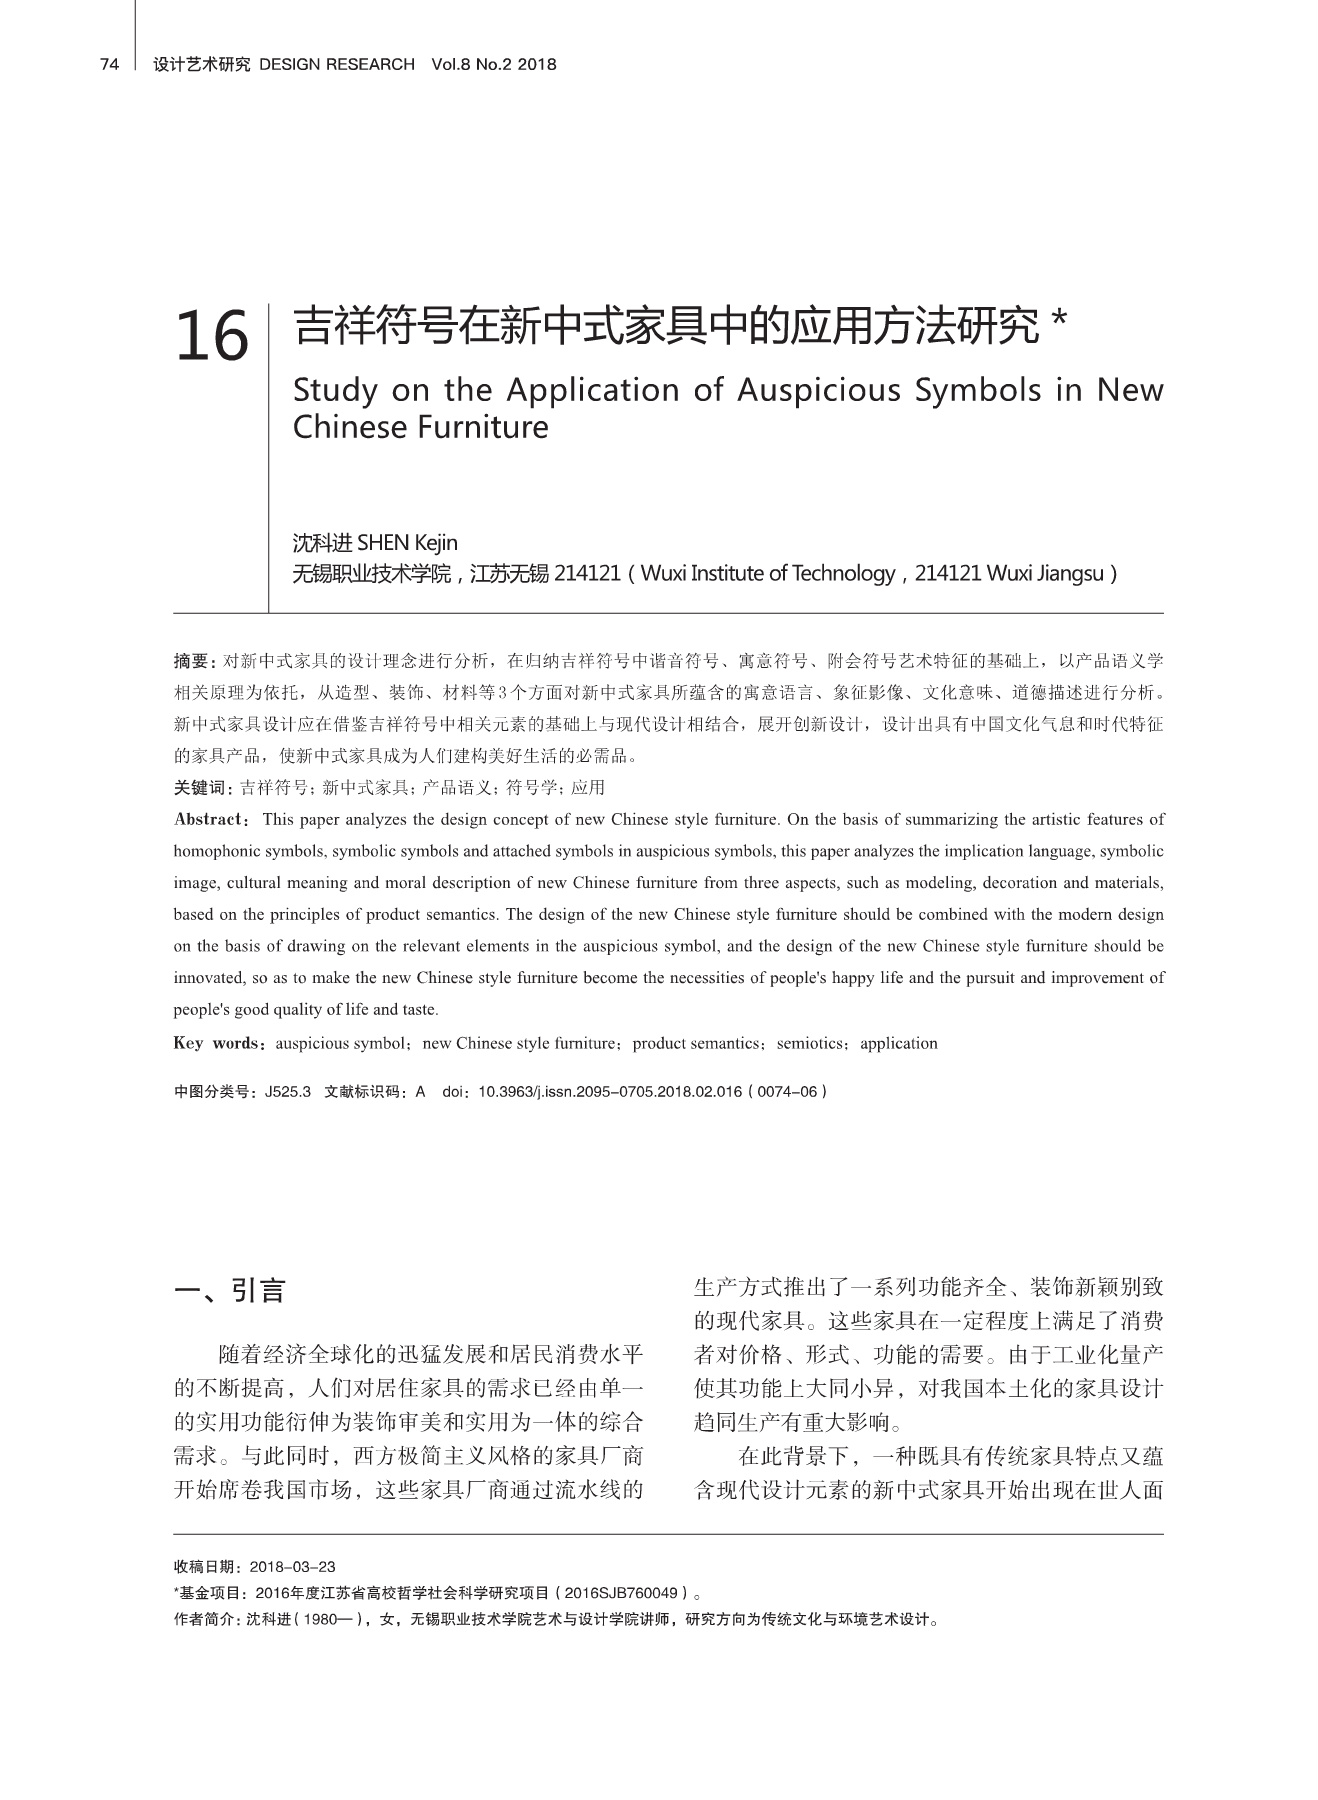 74 设计艺术研究 DESIGN RESEARCH Vol.8 No.2 2018
16
吉祥符号在新中式家具中的应用方法研究 *
Study on the Application of Auspicious Symbols in New
Chinese Furniture
沈科进 SHEN Kejin
无锡职业技术学院，江苏无锡 214121（Wuxi Institute of Technology，214121 Wuxi Jiangsu）
摘要：对新中式家具的设计理念进行分析，在归纳吉祥符号中谐音符号、寓意符号、附会符号艺术特征的基础上，以产品语义学
相关原理为依托，从造型、装饰、材料等3个方面对新中式家具所蕴含的寓意语言、象征影像、文化意味、道德描述进行分析。
新中式家具设计应在借鉴吉祥符号中相关元素的基础上与现代设计相结合，展开创新设计，设计出具有中国文化气息和时代特征
的家具产品，使新中式家具成为人们建构美好生活的必需品。
关键词：吉祥符号；新中式家具；产品语义；符号学；应用
Abstract： This paper analyzes the design concept of new Chinese style furniture. On the basis of summarizing the artistic features of
homophonic symbols, symbolic symbols and attached symbols in auspicious symbols, this paper analyzes the implication language, symbolic
image, cultural meaning and moral description of new Chinese furniture from three aspects, such as modeling, decoration and materials,
based on the principles of product semantics. The design of the new Chinese style furniture should be combined with the modern design
on the basis of drawing on the relevant elements in the auspicious symbol, and the design of the new Chinese style furniture should be
innovated, so as to make the new Chinese style furniture become the necessities of people's happy life and the pursuit and improvement of
people's good quality of life and taste.
Key words：auspicious symbol；new Chinese style furniture；product semantics；semiotics；application
中图分类号：J525.3 文献标识码：A doi：10.3963/j.issn.2095-0705.2018.02.016（0074-06）
一、引言
随着经济全球化的迅猛发展和居民消费水平
的不断提高，人们对居住家具的需求已经由单一
的实用功能衍伸为装饰审美和实用为一体的综合
需求。与此同时，西方极简主义风格的家具厂商
开始席卷我国市场，这些家具厂商通过流水线的
生产方式推出了一系列功能齐全、装饰新颖别致
的现代家具。这些家具在一定程度上满足了消费
者对价格、形式、功能的需要。由于工业化量产
使其功能上大同小异，对我国本土化的家具设计
趋同生产有重大影响。
在此背景下，一种既具有传统家具特点又蕴
含现代设计元素的新中式家具开始出现在世人面
收稿日期：2018-03-23
*基金项目：2016年度江苏省高校哲学社会科学研究项目（2016SJB760049）。
作者简介：沈科进（1980—），女，无锡职业技术学院艺术与设计学院讲师，研究方向为传统文化与环境艺术设计。